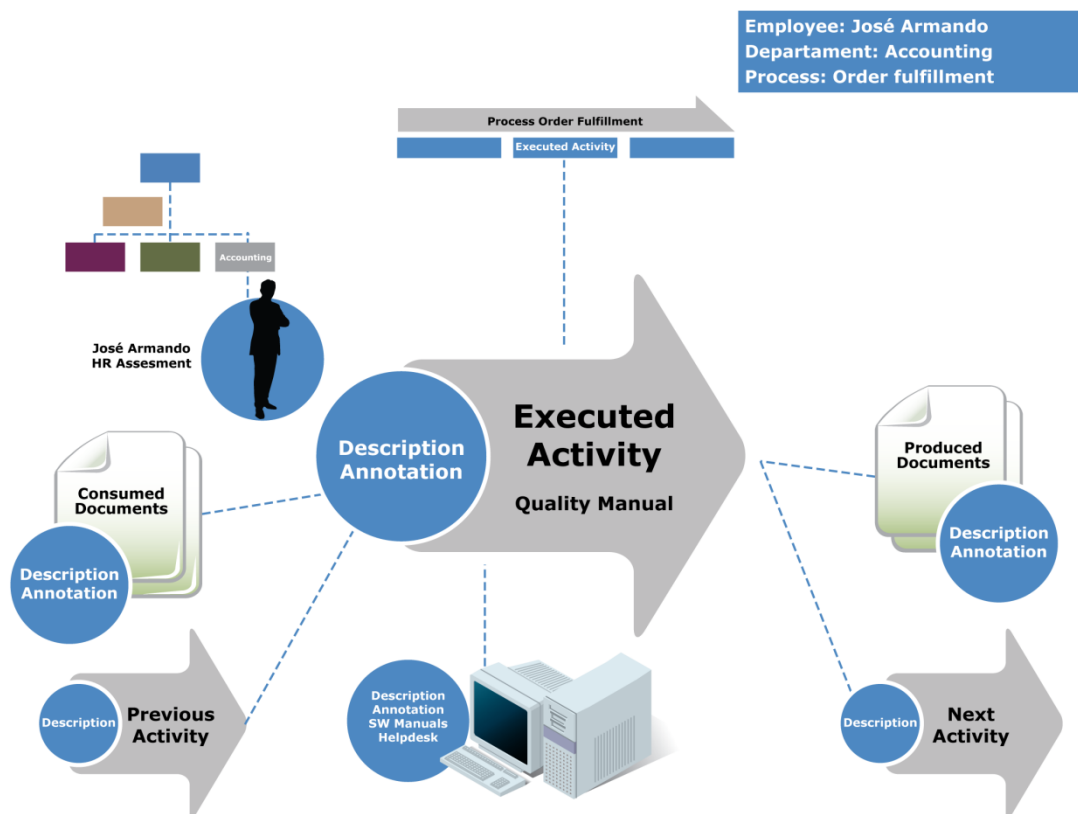 Employee: José Armando
Departament: Accounting
Process: Order fulfillment
Process Order Fulfillment
Executed Activity
Accounting
José Armando
HR Assesment
Description
Annotation
Executed
Activity
Quality Manual
Consumed
Documents
Description
Annotation
Produced
Documents
Description
Annotation
Description
Previous
Activity
Description
Annotation
SW Manuals
Helpdesk
Description
Next
Activity